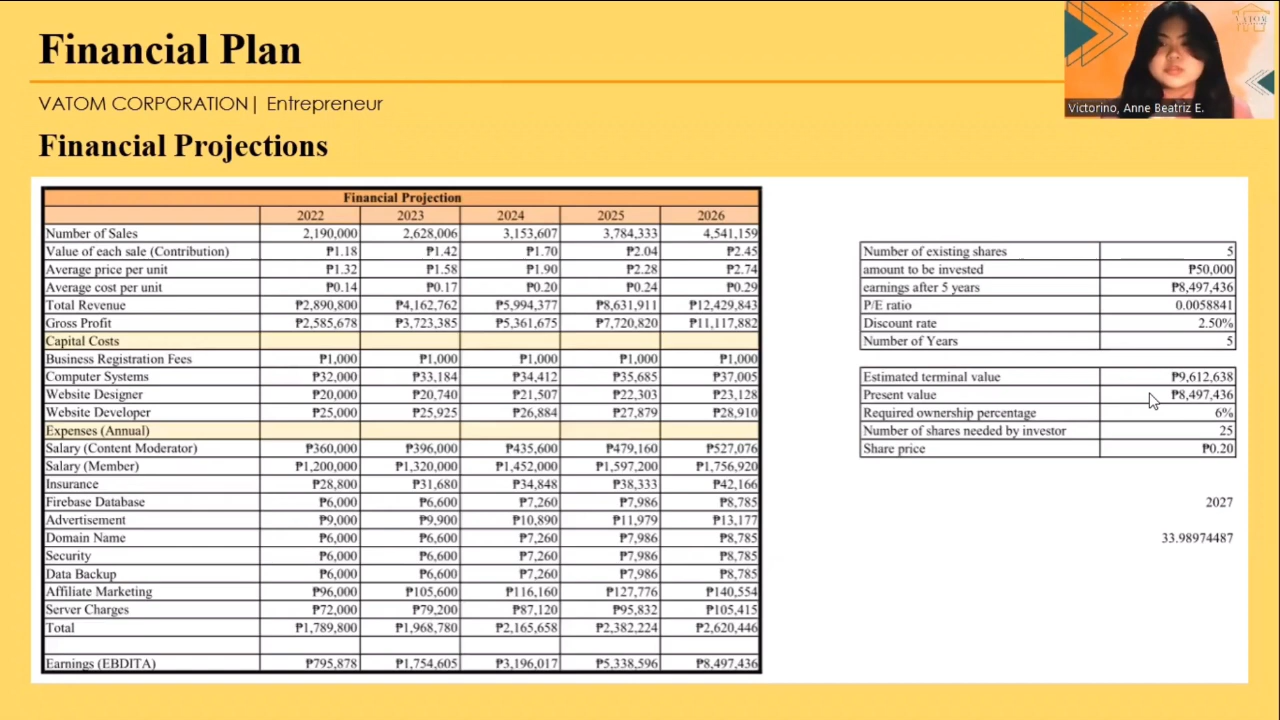 Financial Plan
VATOM CORPORATION| Entrepreneur
Financial Projections
VATOM
Victorino, Anne Beatriz E.
Financial Projection
2022 2023 2024 2025 2026
Number of Sales 2,190,000 2,628,006 3,153,607 3,784,333 4,541,159
Value of each sale (Contribution) ₱1.18 ₱1.42 ₱1.70 ₱2.04 ₱2.45
Average price per unit ₱1.32 ₱1.58 ₱1.90 ₱2.28 ₱2.74
Average cost per unit ₱0.14 ₱0.17 ₱0.20 ₱0.24 ₱0.29
Total Revenue ₱2,890,800 ₱4,162,762 ₱5,994,377 ₱8,631,911 ₱12,429,843
Gross Profit ₱2,585,678 ₱3,723,385 ₱5,361,675 ₱7,720,820 ₱11,117,882
Capital Costs
Business Registration Fees ₱1,000 ₱1,000 ₱1,000 ₱1,000 ₱1,000
Computer Systems ₱32,000 ₱33,184 ₱34,412 ₱35,685 ₱37,005
Website Designer ₱20,000 ₱20,740 ₱21,507 ₱22,303 ₱23,128
Website Developer ₱25,000 ₱25,925 ₱26,884 ₱27,879 ₱28,910
Expenses (Annual)
Salary (Content Moderator) ₱360,000 ₱396,000 ₱435,600 ₱479,160 ₱527,076
Salary (Member) ₱1,200,000 ₱1,320,000 ₱1,452,000 ₱1,597,200 ₱1,756,920
Insurance ₱28,800 ₱31,680 ₱34,848 ₱38,333 ₱42,166
Firebase Database ₱6,000 ₱6,600 ₱7,260 ₱7,986 ₱8,785
Advertisement ₱9,000 ₱9,900 ₱10,890 ₱11,979 ₱13,177
Domain Name ₱6,000 ₱6,600 ₱7,260 ₱7,986 ₱8,785
Security ₱6,000 ₱6,600 ₱7,260 ₱7,986 ₱8,785
Data Backup ₱6,000 ₱6,600 ₱7,260 ₱7,986 ₱8,785
Affiliate Marketing ₱96,000 ₱105,600 ₱116,160 ₱127,776 ₱140,554
Server Charges ₱72,000 ₱79,200 ₱87,120 ₱95,832 ₱105,415
Total ₱1,789,800 ₱1,968,780 ₱2,165,658 ₱2,382,224 ₱2,620,446
Earnings (EBDITA) ₱795,878 ₱1,754,605 ₱3,196,017 ₱5,338,596 ₱8,497,436
Number of existing shares 5
amount to be invested ₱50,000
earnings after 5 years ₱8,497,436
P/E ratio 0.0058841
Discount rate 2.50%
Number of Years 5
Estimated terminal value ₱9,612,638
Present value ₱8,497,436
Required ownership percentage 6%
Number of shares needed by investor 25
Share price ₱0.20
2027
33.98974487